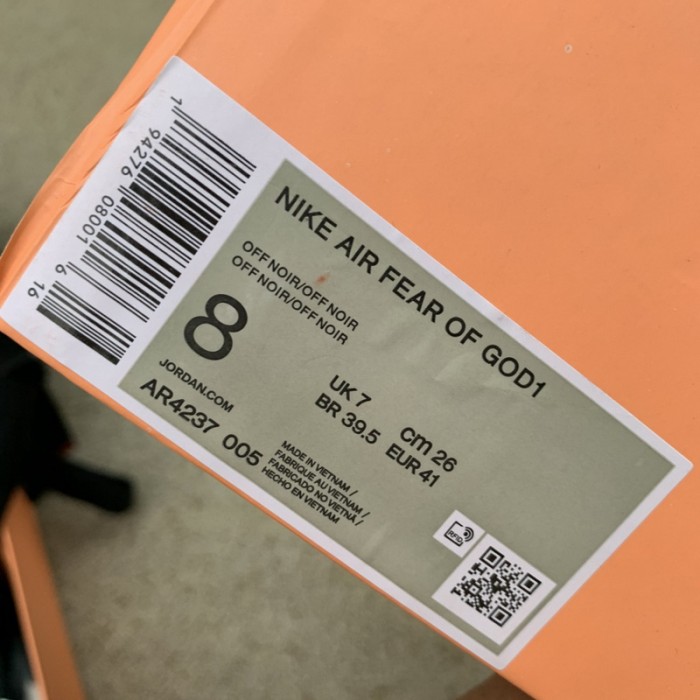 1 94276 08001 6 16
NIKE AIR FEAR OF GOD1
OFF NOIR/OFF NOIR
OFF NOIR/OFF NOIR
8
UK 7 cm 26
BR 39.5 EUR 41
JORDAN.COM
AR4237 005
MADE IN VIETNAM /
FABRIQUE AU VIETNAM /
FABRICADO NO VIETNÃ /
HECHO EN VIETNAM
RFID